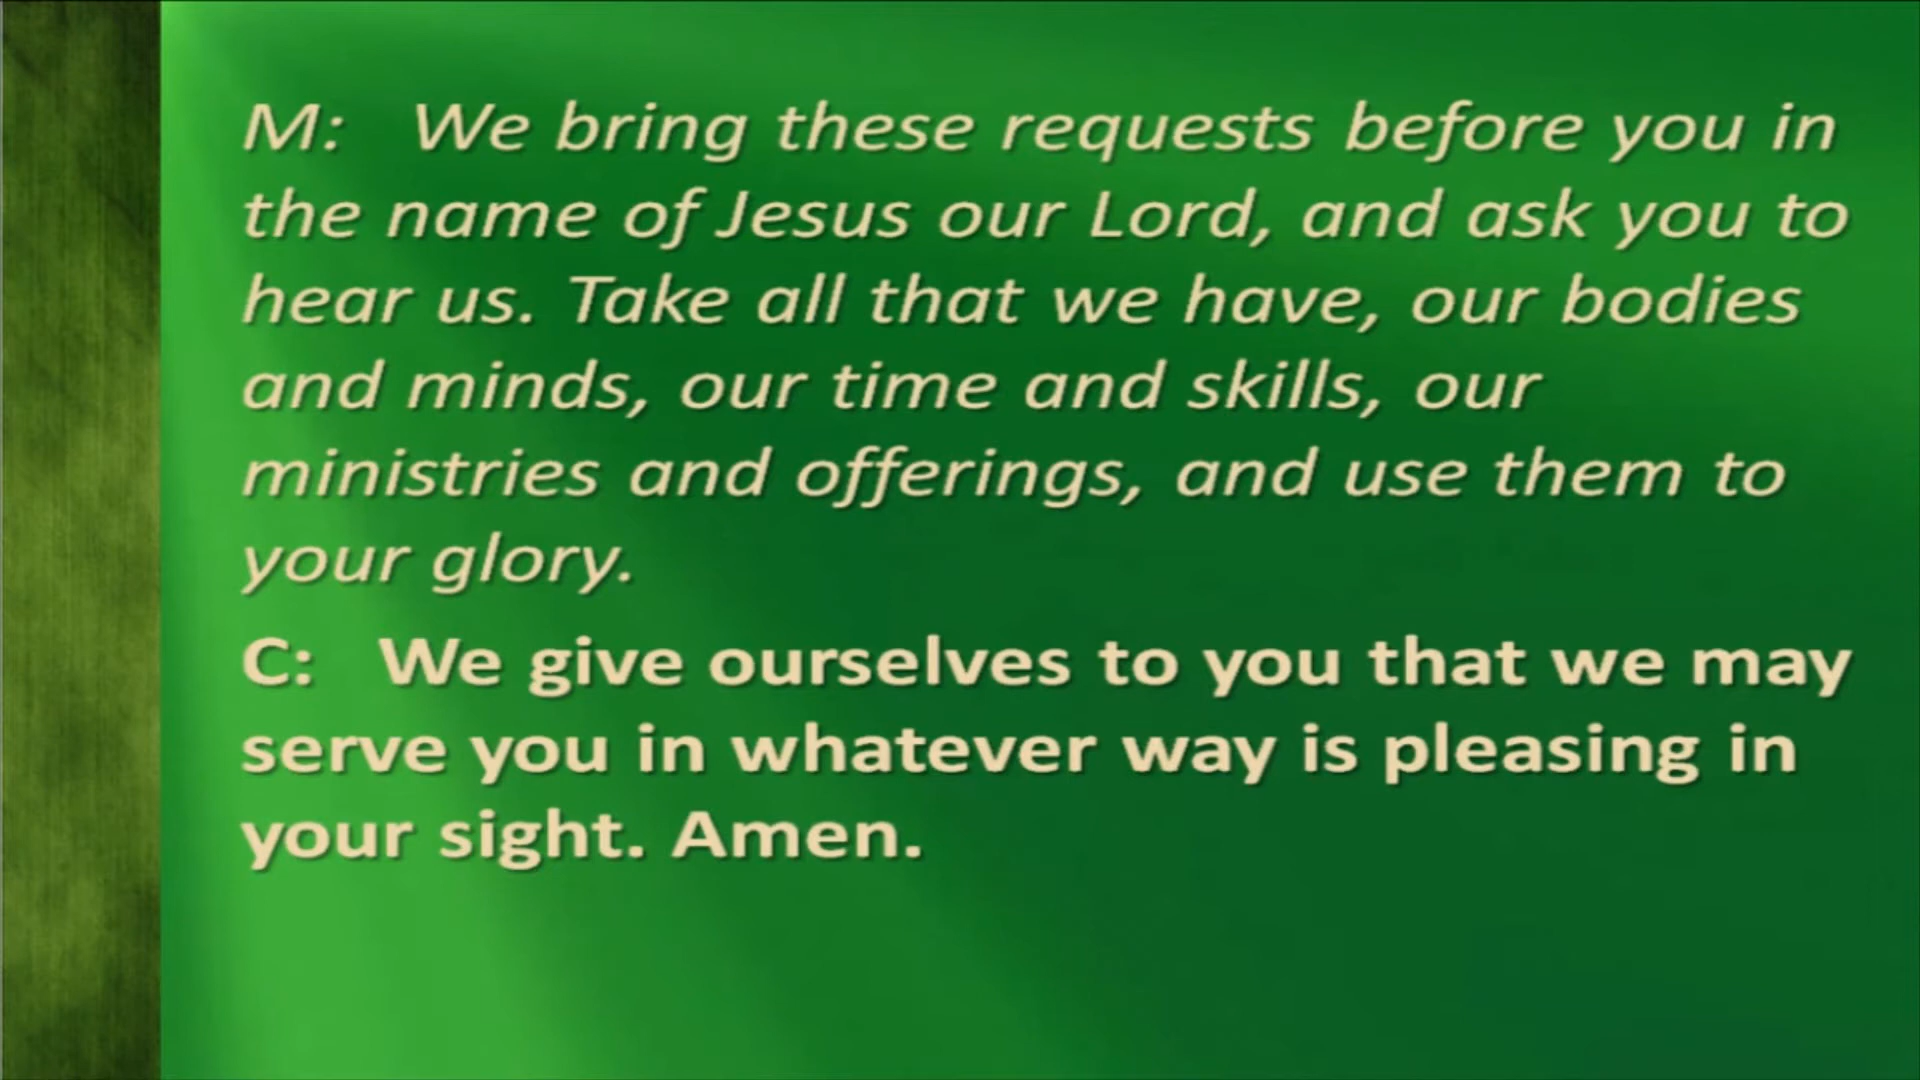 M: We bring these requests before you in
the name of Jesus our Lord, and ask you to
hear us. Take all that we have, our bodies
and minds, our time and skills, our
ministries and offerings, and use them to
your glory.
C: We give ourselves to you that we may
serve you in whatever way is pleasing in
your sight. Amen.